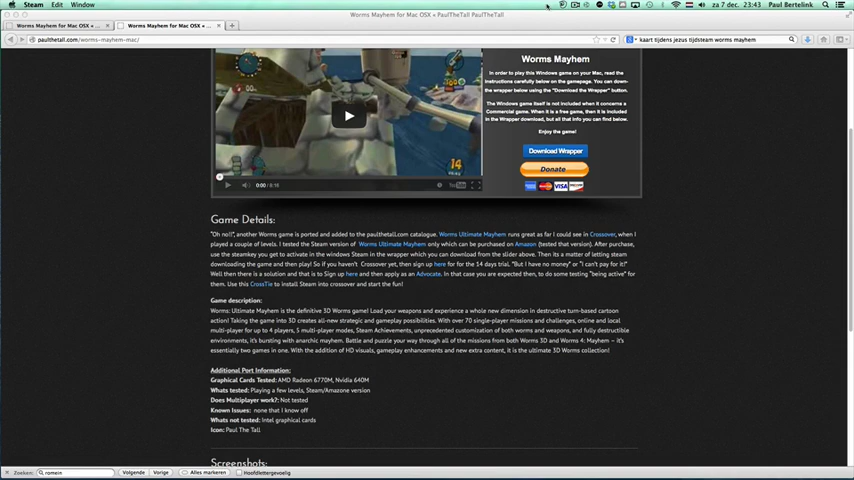 Steam Edit Window za 7 dec. 23:43 Paul Bertelink
Worms Mayhem for Mac OSX « PaulTheTall PaulTheTall
Worms Mayhem for Mac OSX « ... Worms Mayhem for Mac OSX « PaulTheTall ...
paulthetall.com/worms-mayhem-mac/ kaart tijdens jezus tijdsteam worms mayhem
Worms Mayhem
In order to play this Windows game on your Mac, read the
instructions carefully below on the gamepage. You can down-
the wrapper below using the "Download the Wrapper" button.
The Windows game itself is not included when it concerns a
Commercial game. When it is a free game, then it is included
in the Wrapper download, but all that info you can find below.
Enjoy the game!
Download Wrapper
Donate
VISA
14
0:00 / 8:15
Game Details:
"Oh no!!", another Worms game is ported and added to the paulthetall.com catalogue. Worms Ultimate Mayhem runs great as far I could see in Crossover, when I
played a couple of levels. I tested the Steam version of Worms Ultimate Mayhem only which can be purchased on Amazon (tested that version). After purchase,
use the steamkey you get to activate in the windows Steam in the wrapper which you can download from the slider above. Then its a matter of letting steam
downloading the game and then play! So if you haven't Crossover yet, then sign up here for for the 14 days trial. "But I have no money" or "I can't pay for it!"
Well then there is a solution and that is to Sign up here and then apply as an Advocate. In that case you are expected then, to do some testing "being active" for
them. Use this CrossTie to install Steam into crossover and start the fun!
Game description:
Worms: Ultimate Mayhem is the definitive 3D Worms game! Load your weapons and experience a whole new dimension in destructive turn-based cartoon
action! Taking the game into 3D creates all-new strategic and gameplay possibilities. With over 70 single-player missions and challenges, online and local
multi-player for up to 4 players, 5 multi-player modes, Steam Achievements, unprecedented customization of both worms and weapons, and fully destructible
environments, it's bursting with anarchic mayhem. Battle and puzzle your way through all of the missions from both Worms 3D and Worms 4: Mayhem – it's
essentially two games in one. With the addition of HD visuals, gameplay enhancements and new extra content, it is the ultimate 3D Worms collection!
Additional Port Information:
Graphical Cards Tested: AMD Radeon 6770M, Nvidia 640M
Whats tested: Playing a few levels, Steam/Amazone version
Does Multiplayer work?: Not tested
Known Issues: none that I know off
Whats not tested: Intel graphical cards
Icon: Paul The Tall
Screenshots:
Zoeken: romein Volgende Vorige Alles markeren Hoofdlettergevoelig